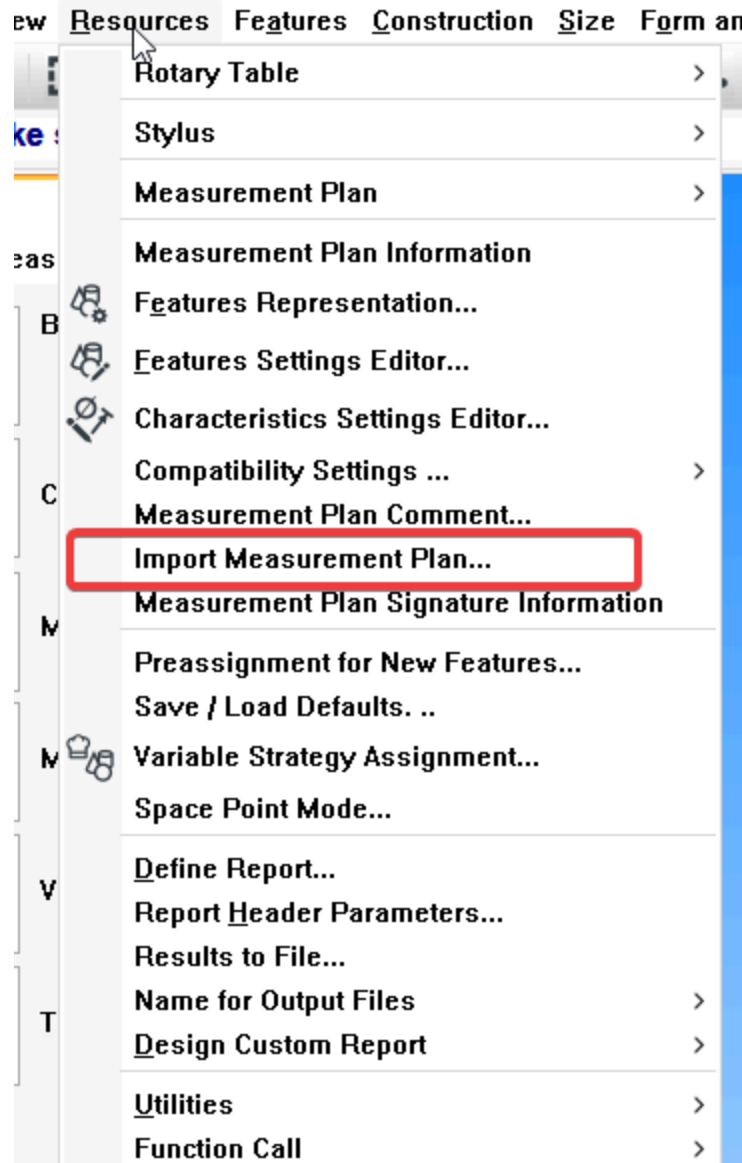 ew Resources Features Construction Size Form an
Rotary Table
ke
Stylus
Measurement Plan
Measurement Plan Information
eas
Features Representation...
B
Features Settings Editor...
Characteristics Settings Editor...
Compatibility Settings ...
C
Measurement Plan Comment...
Import Measurement Plan...
Measurement Plan Signature Information
M
Preassignment for New Features...
Save / Load Defaults. ..
M
Variable Strategy Assignment...
Space Point Mode...
Define Report...
V
Report Header Parameters...
Results to File...
Name for Output Files
T
Design Custom Report
Utilities
Function Call